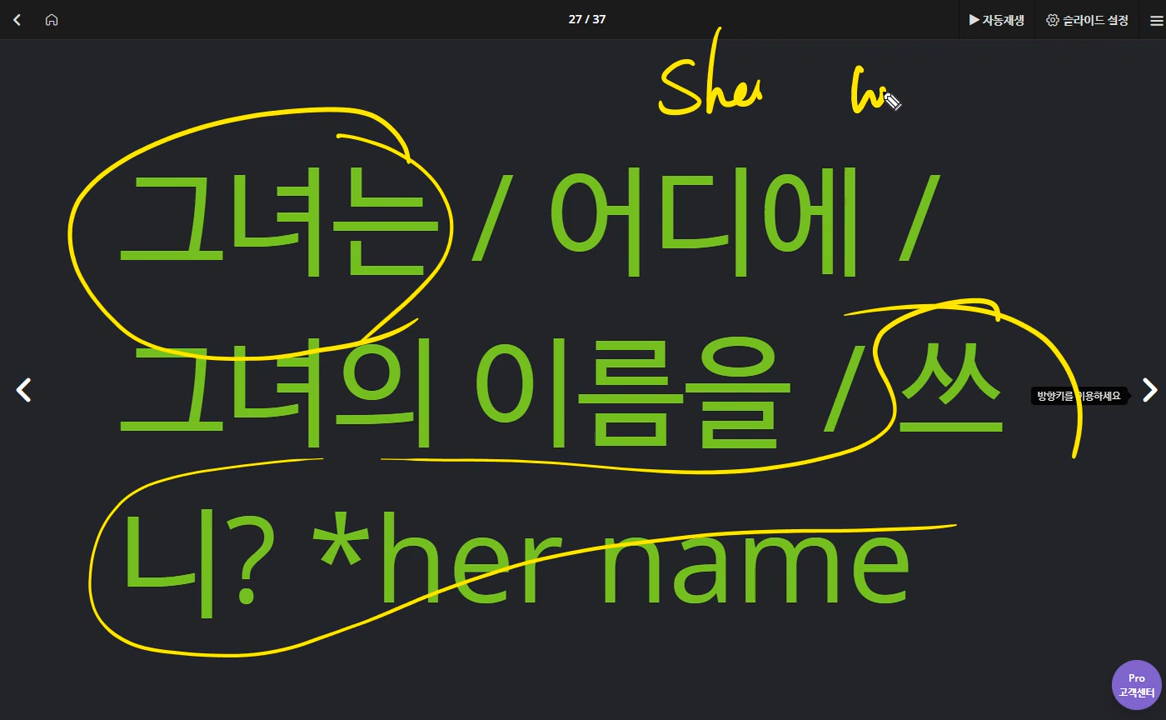 27 / 37
▶ 자동재생
슬라이드 설정
그녀는 / 어디에 /
그녀의 이름을 / 쓰
니? *her name
방향키를 이용하세요
Pro
고객센터